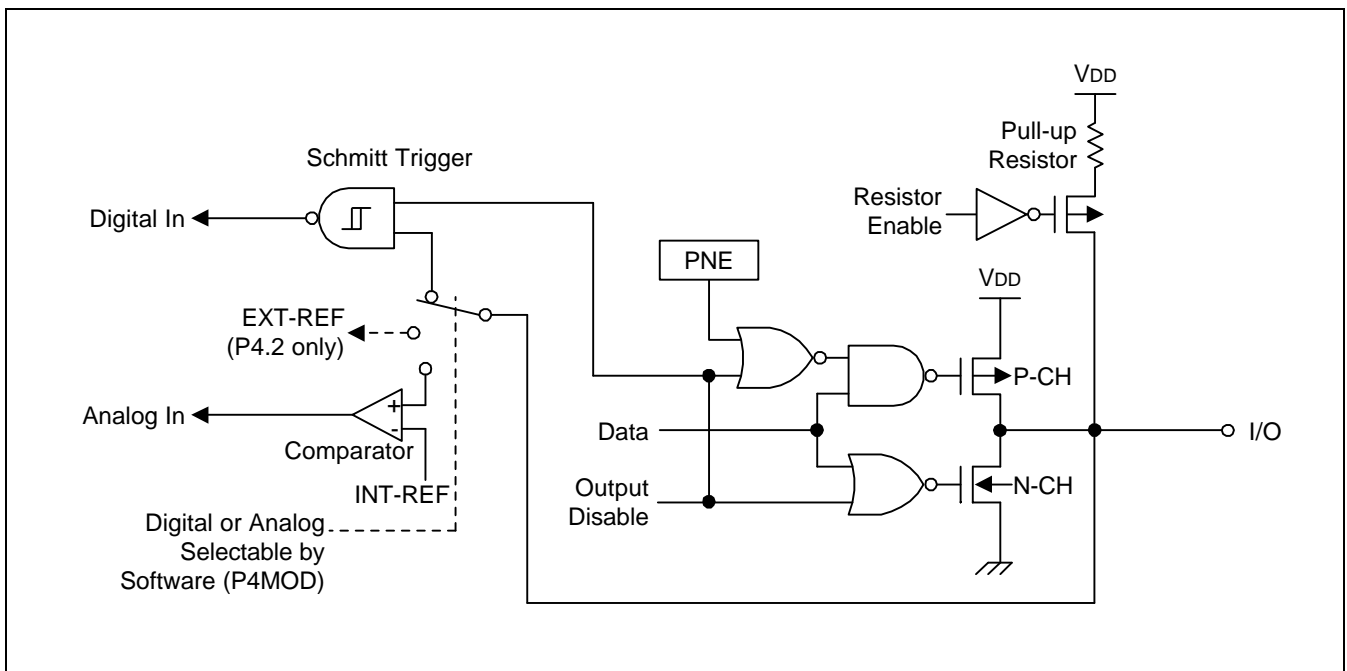 VDD
Pull-up
Resistor
Schmitt Trigger
Resistor
Enable
Digital In
PNE
VDD
EXT-REF
(P4.2 only)
P-CH
Analog In
+
-
Comparator
Data
I/O
INT-REF
Output
Disable
N-CH
Digital or Analog
Selectable by
Software (P4MOD)